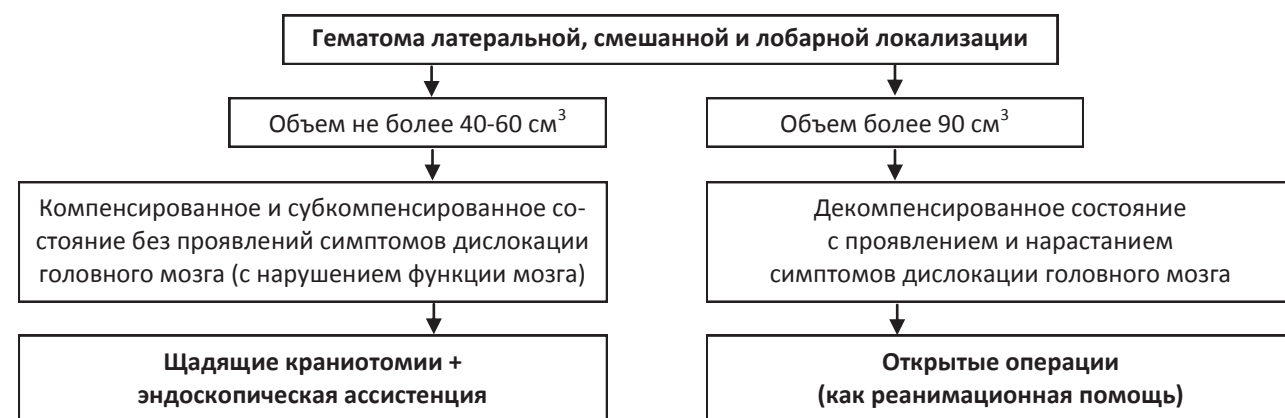 Гематома латеральной, смешанной и лобарной локализации
Объем не более 40-60 см³
Объем более 90 см³
Компенсированное и субкомпенсированное со-
стояние без проявлений симптомов дислокации
головного мозга (с нарушением функции мозга)
Декомпенсированное состояние
с проявлением и нарастанием
симптомов дислокации головного мозга
Щадящие краниотомии +
эндоскопическая ассистенция
Открытые операции
(как реанимационная помощь)